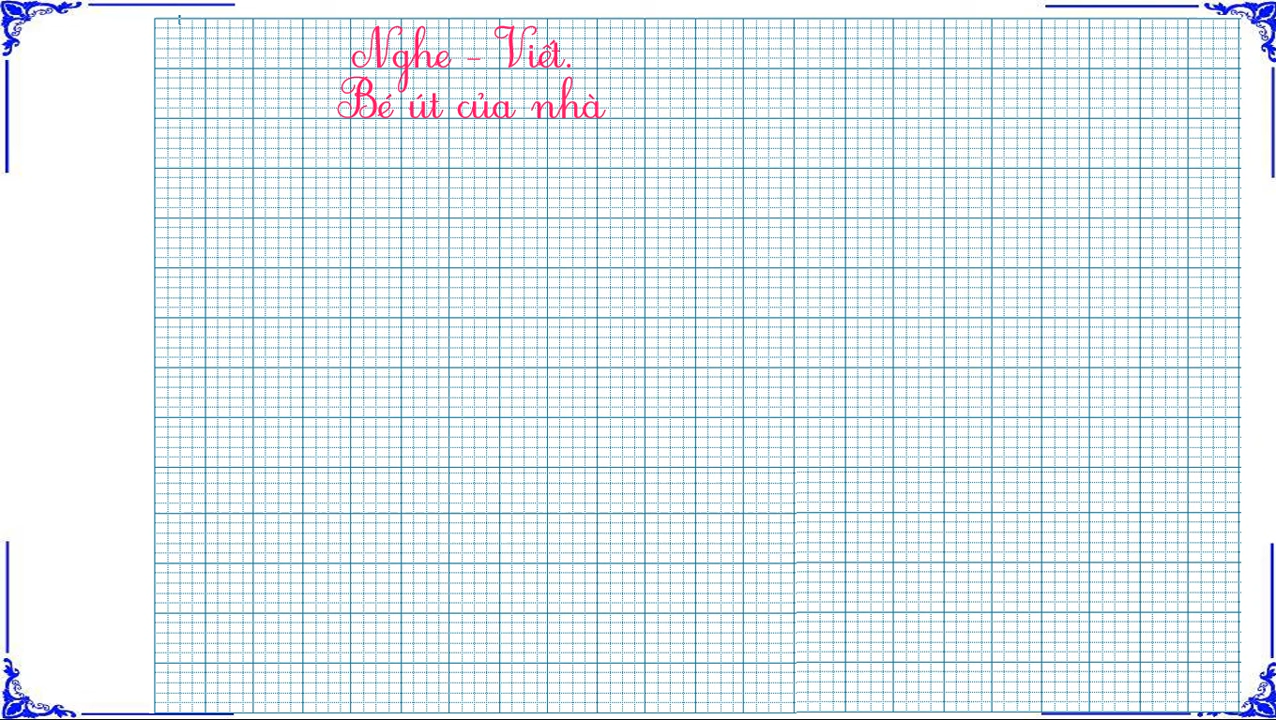 Nghe - Viết.
Bé út của nhà